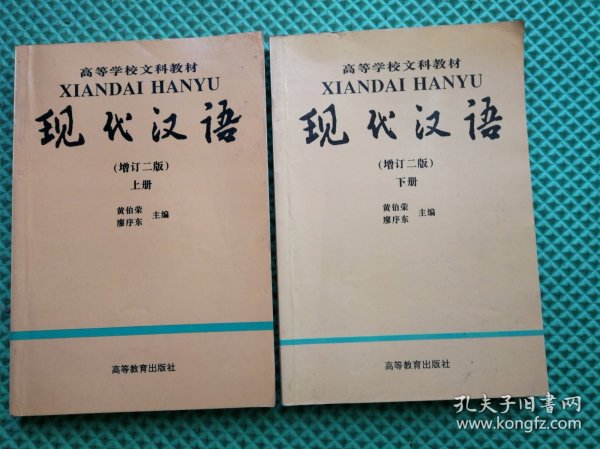 高等学校文科教材
XIANDAI HANYU
现代汉语
(增订二版)
上册
黄伯荣
廖序东
主编
高等教育出版社
高等学校文科教材
XIANDAI HANYU
现代汉语
(增订二版)
下册
黄伯荣
廖序东
主编
高等教育出版社
孔夫子旧书网
www.kongfz.com